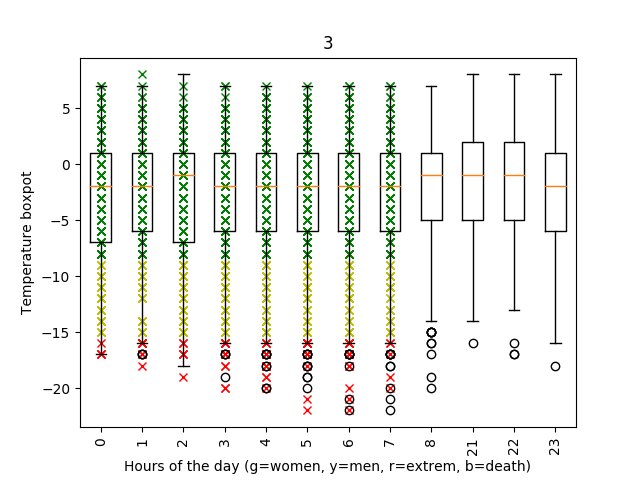 3
Temperature boxpot
5
0
−5
−10
−15
−20
0 1 2 3 4 5 6 7 8 21 22 23
Hours of the day (g=women, y=men, r=extrem, b=death)